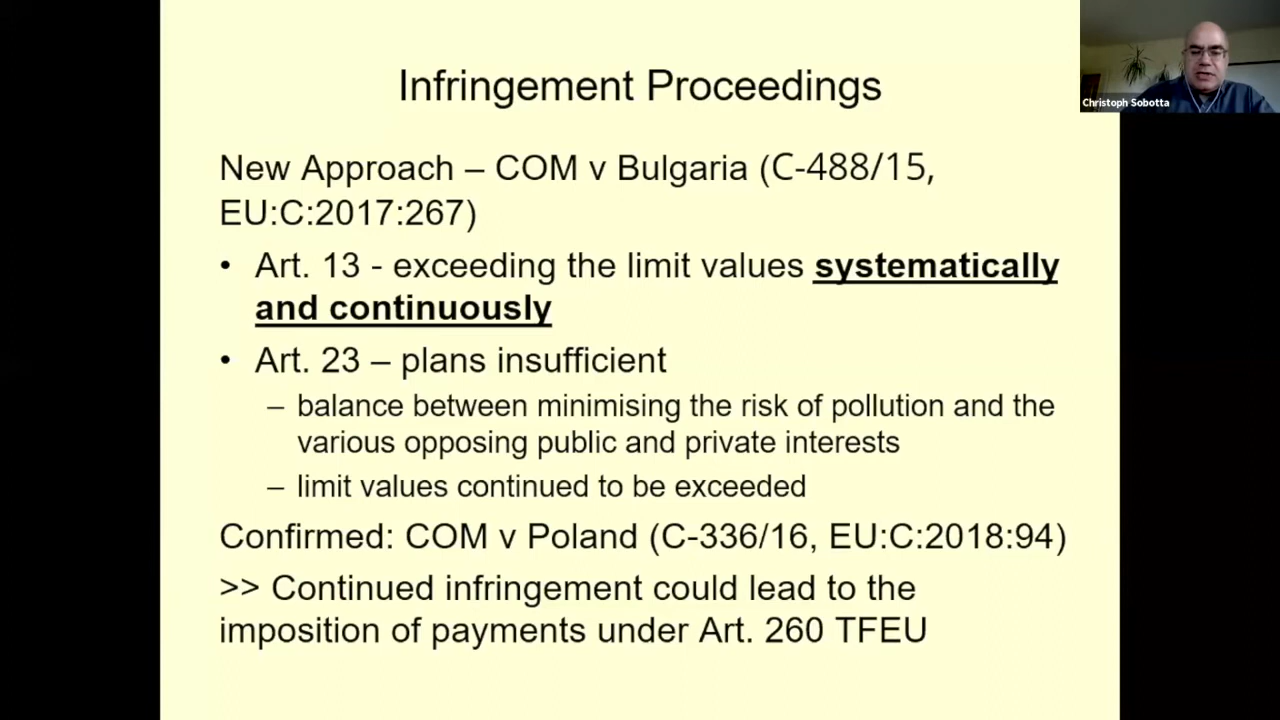 Infringement Proceedings
Christoph Sobotta
New Approach – COM v Bulgaria (C-488/15,
EU:C:2017:267)
• Art. 13 - exceeding the limit values systematically
and continuously
• Art. 23 – plans insufficient
– balance between minimising the risk of pollution and the
various opposing public and private interests
– limit values continued to be exceeded
Confirmed: COM v Poland (C-336/16, EU:C:2018:94)
>> Continued infringement could lead to the
imposition of payments under Art. 260 TFEU